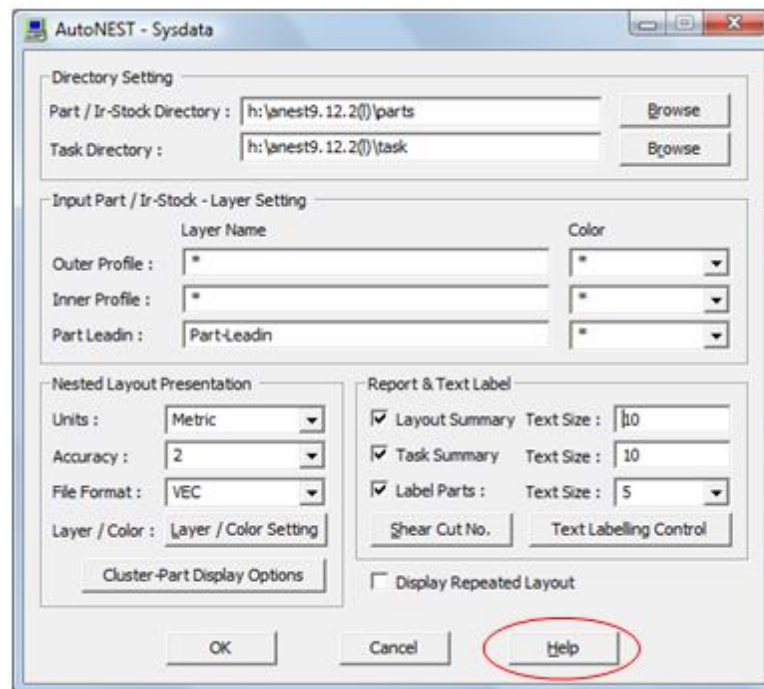 AutoNEST - Sysdata
Directory Setting
Part / Ir-Stock Directory : h:\anest9.12.2(l)\parts Browse
Task Directory : h:\anest9.12.2(l)\task Browse
Input Part / Ir-Stock - Layer Setting
Layer Name Color
Outer Profile : * *
Inner Profile : * *
Part Leadin : Part-Leadin *
Nested Layout Presentation
Units : Metric
Accuracy : 2
File Format : VEC
Layer / Color : Layer / Color Setting
Cluster-Part Display Options
Report & Text Label
Layout Summary Text Size : 10
Task Summary Text Size : 10
Label Parts : Text Size : 5
Shear Cut No. Text Labelling Control
Display Repeated Layout
OK Cancel Help